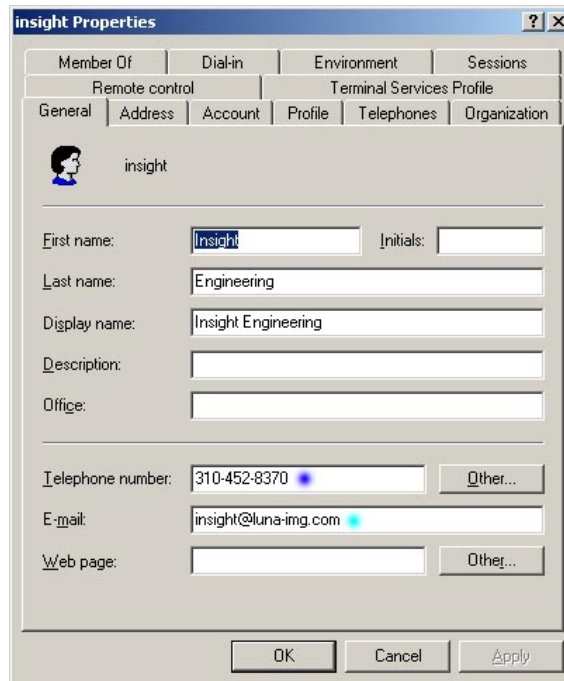 insight Properties
Member Of Dial-in Environment Sessions
Remote control Terminal Services Profile
General Address Account Profile Telephones Organization
insight
First name: Insight Initials:
Last name: Engineering
Display name: Insight Engineering
Description:
Office:
Telephone number: 310-452-8370 Other...
E-mail: insight@luna-img.com
Web page: Other...
OK Cancel Apply